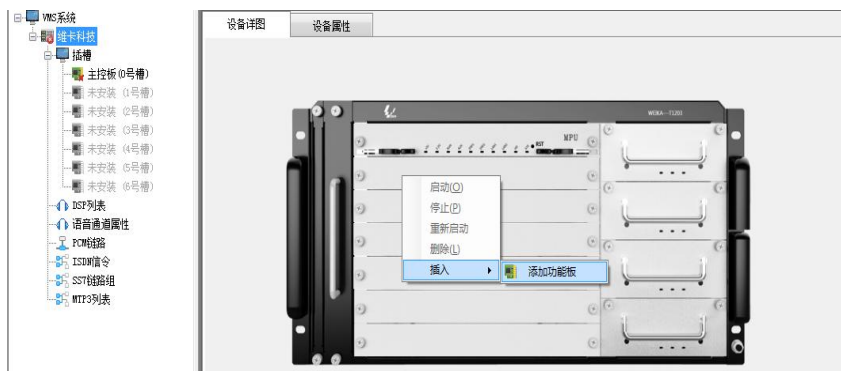 VMS系统
维卡科技
插槽
主控板(0号槽)
未安装 (1号槽)
未安装 (2号槽)
未安装 (3号槽)
未安装 (4号槽)
未安装 (5号槽)
未安装 (6号槽)
DSP列表
语音通道属性
PCM链路
ISDN信令
SS7链路组
MTP3列表
设备详图
设备属性
WEIKA--T1203
MPU
RST
启动(O)
停止(P)
重新启动
删除(L)
插入
添加功能板